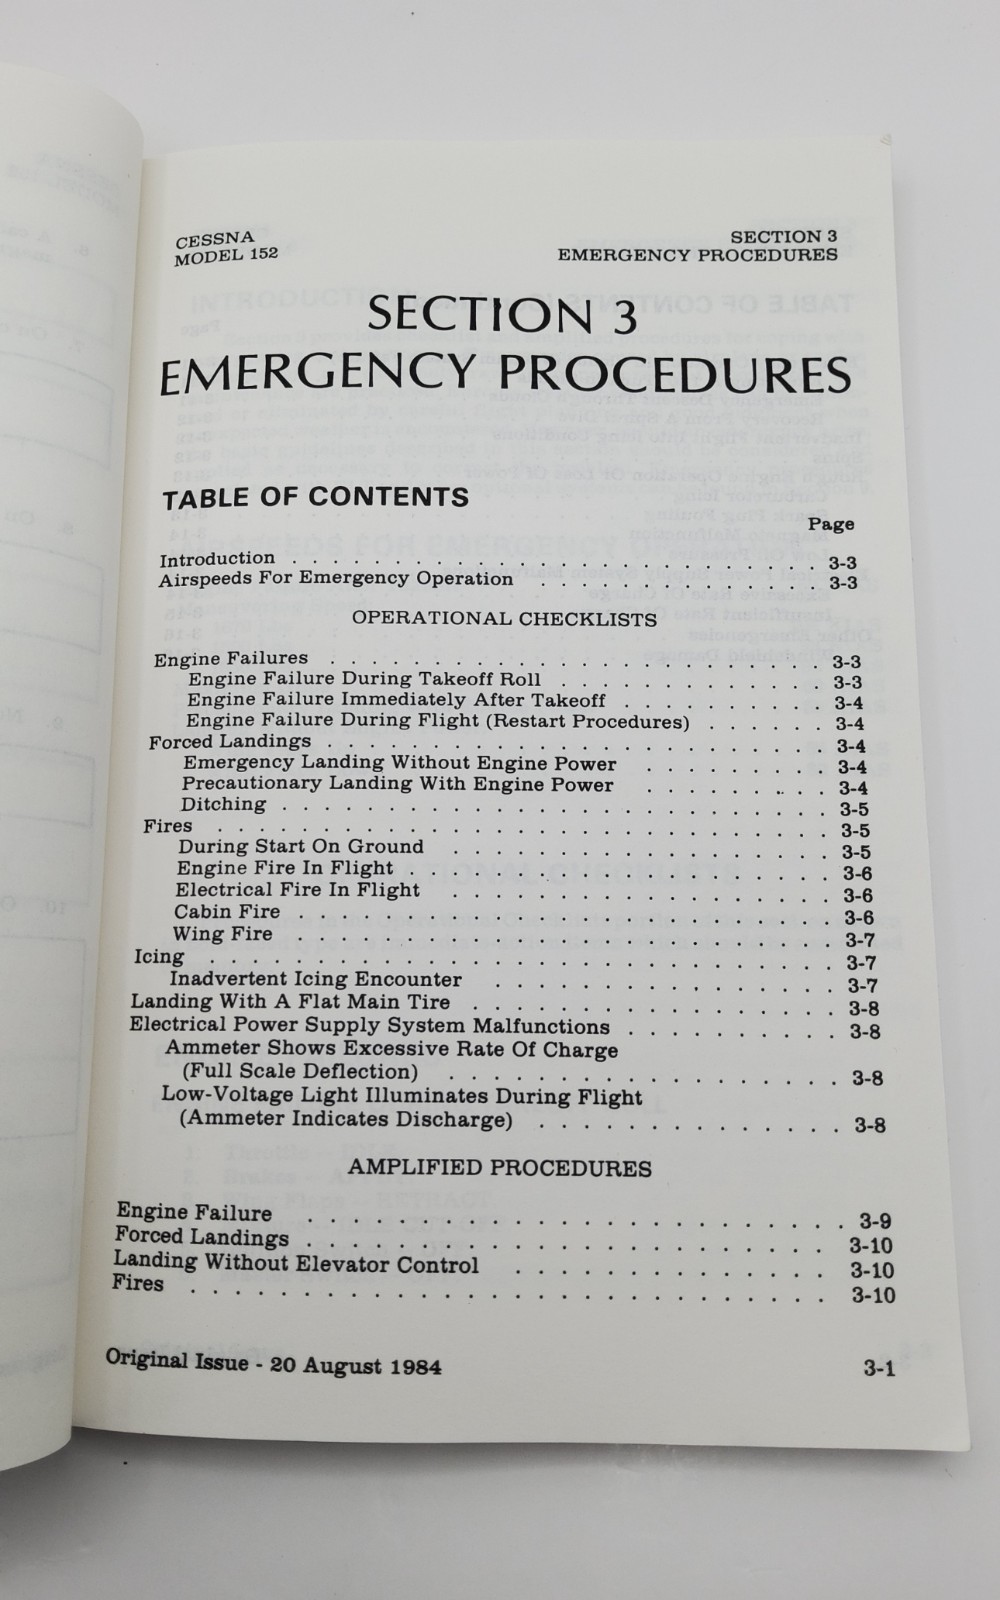 CESSNA
MODEL 152
SECTION 3
EMERGENCY PROCEDURES
SECTION 3
EMERGENCY PROCEDURES
TABLE OF CONTENTS
Page
Introduction . . . . . . . . . . . . . . . . . . . . . . . . 3-3
Airspeeds For Emergency Operation . . . . . . . . . . . . . 3-3
OPERATIONAL CHECKLISTS
Engine Failures . . . . . . . . . . . . . . . . . . . . . . . 3-3
Engine Failure During Takeoff Roll . . . . . . . . . . . . 3-3
Engine Failure Immediately After Takeoff . . . . . . . . . 3-4
Engine Failure During Flight (Restart Procedures) . . . . . . 3-4
Forced Landings . . . . . . . . . . . . . . . . . . . . . . . 3-4
Emergency Landing Without Engine Power . . . . . . . . 3-4
Precautionary Landing With Engine Power . . . . . . . . 3-4
Ditching . . . . . . . . . . . . . . . . . . . . . . . . 3-5
Fires . . . . . . . . . . . . . . . . . . . . . . . . . . . . 3-5
During Start On Ground . . . . . . . . . . . . . . . . . 3-5
Engine Fire In Flight . . . . . . . . . . . . . . . . . . . 3-6
Electrical Fire In Flight . . . . . . . . . . . . . . . . . 3-6
Cabin Fire . . . . . . . . . . . . . . . . . . . . . . . . 3-6
Wing Fire . . . . . . . . . . . . . . . . . . . . . . . . 3-7
Icing . . . . . . . . . . . . . . . . . . . . . . . . . . . . 3-7
Inadvertent Icing Encounter . . . . . . . . . . . . . . . 3-7
Landing With A Flat Main Tire . . . . . . . . . . . . . . . . 3-8
Electrical Power Supply System Malfunctions . . . . . . . . . 3-8
Ammeter Shows Excessive Rate Of Charge
(Full Scale Deflection) . . . . . . . . . . . . . . . . . 3-8
Low-Voltage Light Illuminates During Flight
(Ammeter Indicates Discharge) . . . . . . . . . . . . . 3-8
AMPLIFIED PROCEDURES
Engine Failure . . . . . . . . . . . . . . . . . . . . . . . . 3-9
Forced Landings . . . . . . . . . . . . . . . . . . . . . . . 3-10
Landing Without Elevator Control . . . . . . . . . . . . . . 3-10
Fires . . . . . . . . . . . . . . . . . . . . . . . . . . . . 3-10
Original Issue - 20 August 1984
3-1